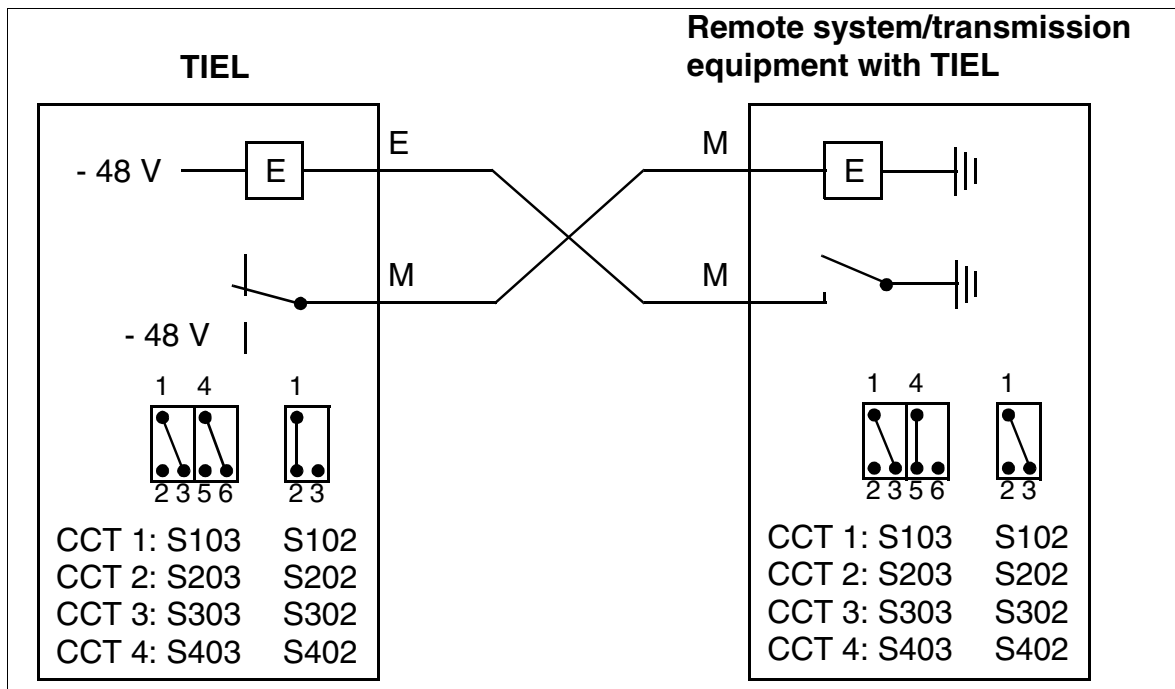 Remote system/transmission
equipment with TIEL
TIEL
E
- 48 V
E
M
- 48 V
1 4 1
2 3 5 6 2 3
CCT 1: S103 S102
CCT 2: S203 S202
CCT 3: S303 S302
CCT 4: S403 S402
M
E
M
1 4 1
2 3 5 6 2 3
CCT 1: S103 S102
CCT 2: S203 S202
CCT 3: S303 S302
CCT 4: S403 S402